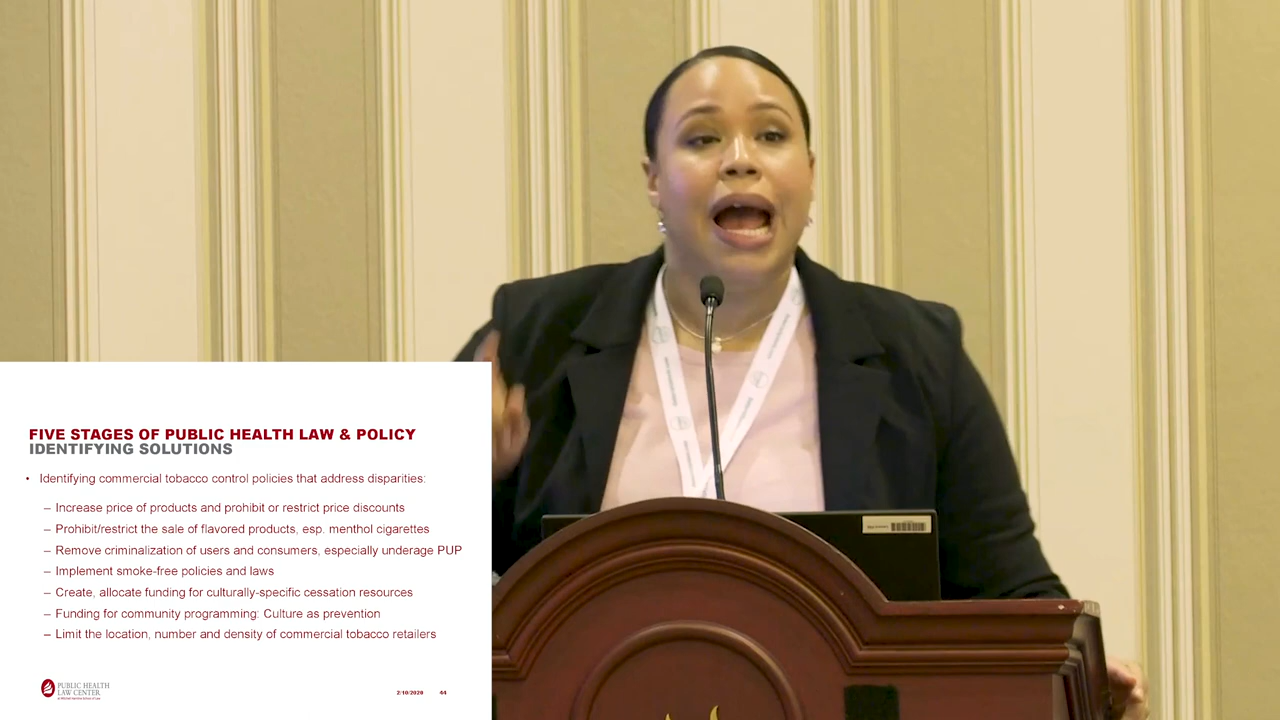 FIVE STAGES OF PUBLIC HEALTH LAW & POLICY
IDENTIFYING SOLUTIONS
• Identifying commercial tobacco control policies that address disparities:
– Increase price of products and prohibit or restrict price discounts
– Prohibit/restrict the sale of flavored products, esp. menthol cigarettes
– Remove criminalization of users and consumers, especially underage PUP
– Implement smoke-free policies and laws
– Create, allocate funding for culturally-specific cessation resources
– Funding for community programming: Culture as prevention
– Limit the location, number and density of commercial tobacco retailers
PUBLIC HEALTH
LAW CENTER
2/10/2020 44